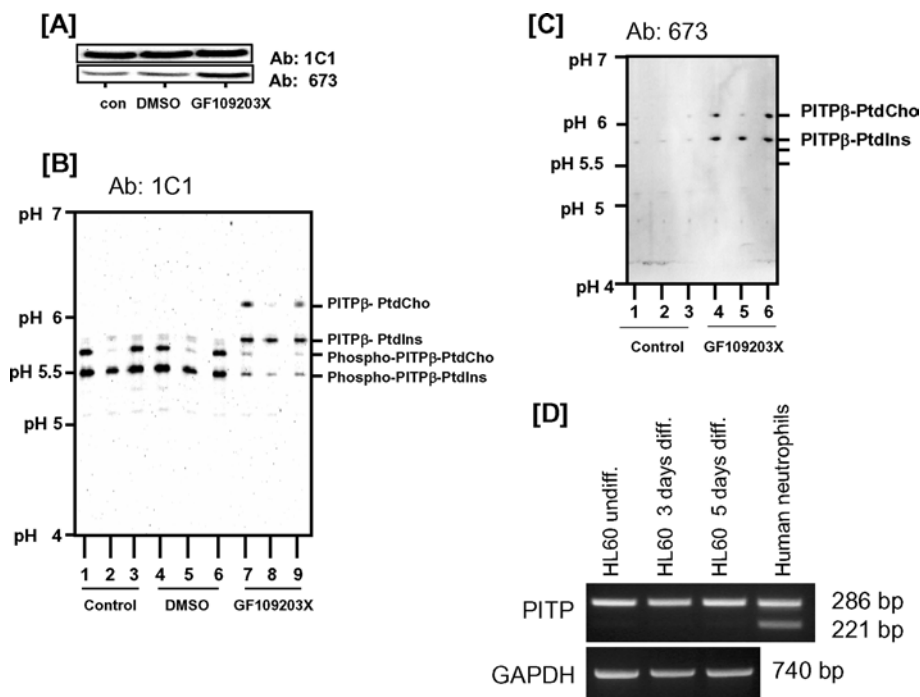 [A]
Ab: 1C1
Ab: 673
con DMSO GF109203X
[B]
Ab: 1C1
pH 7
pH 6
pH 5.5
pH 5
pH 4
PITPβ- PtdCho
PITPβ- PtdIns
Phospho-PITPβ-PtdCho
Phospho-PITPβ-PtdIns
1 2 3 4 5 6 7 8 9
Control DMSO GF109203X
[C]
Ab: 673
pH 7
pH 6
pH 5.5
pH 5
pH 4
PITPβ-PtdCho
PITPβ-PtdIns
1 2 3 4 5 6
Control GF109203X
[D]
HL60 undiff.
HL60 3 days diff.
HL60 5 days diff.
Human neutrophils
PITP
286 bp
221 bp
GAPDH
740 bp